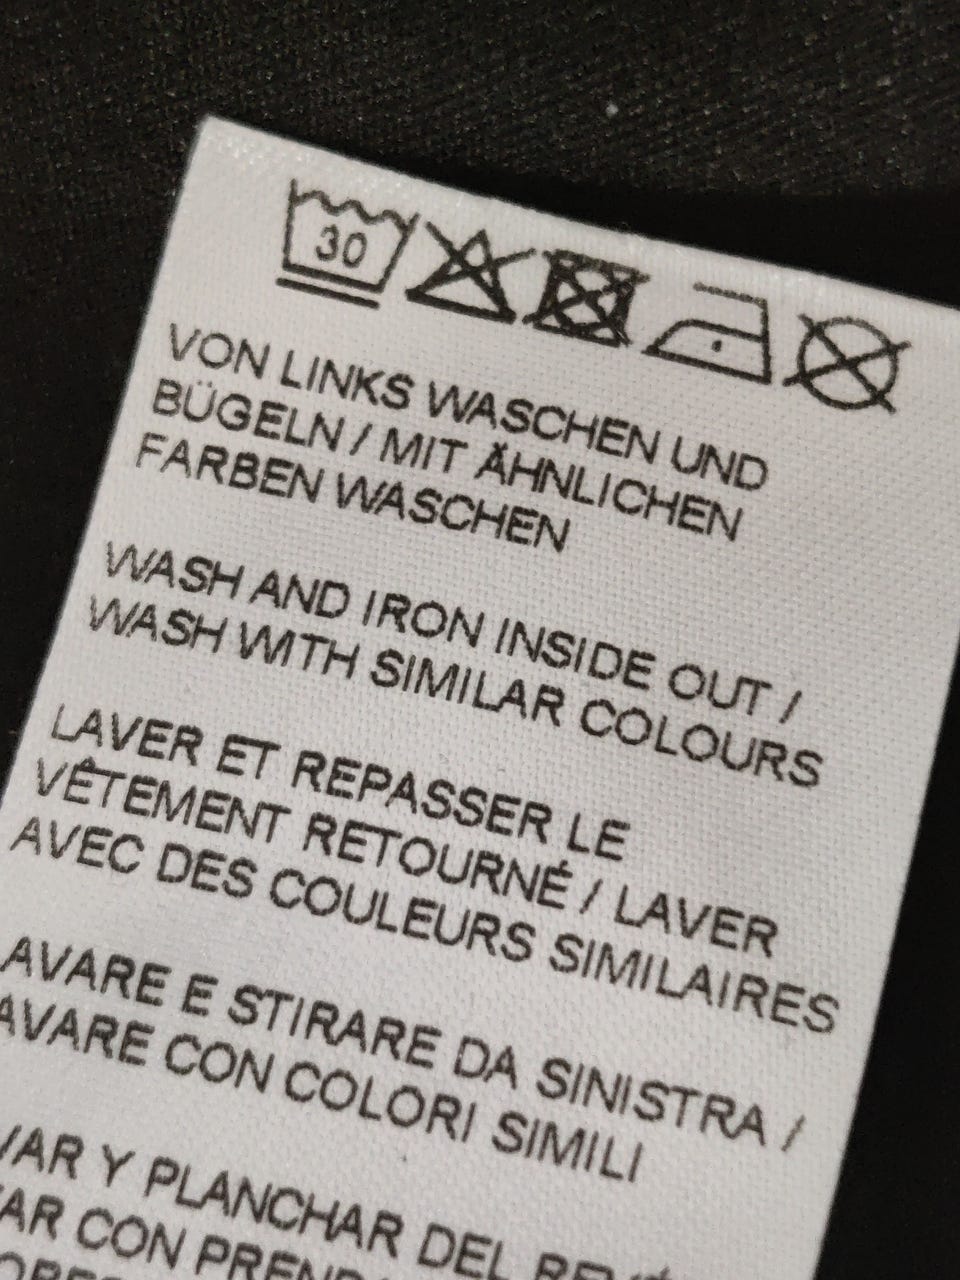 30
VON LINKS WASCHEN UND
BÜGELN / MIT ÄHNLICHEN
FARBEN WASCHEN
WASH AND IRON INSIDE OUT /
WASH WITH SIMILAR COLOURS
LAVER ET REPASSER LE
VÊTEMENT RETOURNÉ / LAVER
AVEC DES COULEURS SIMILAIRES
AVARE E STIRARE DA SINISTRA /
AVARE CON COLORI SIMILI
VAR Y PLANCHAR DEL
AR CON